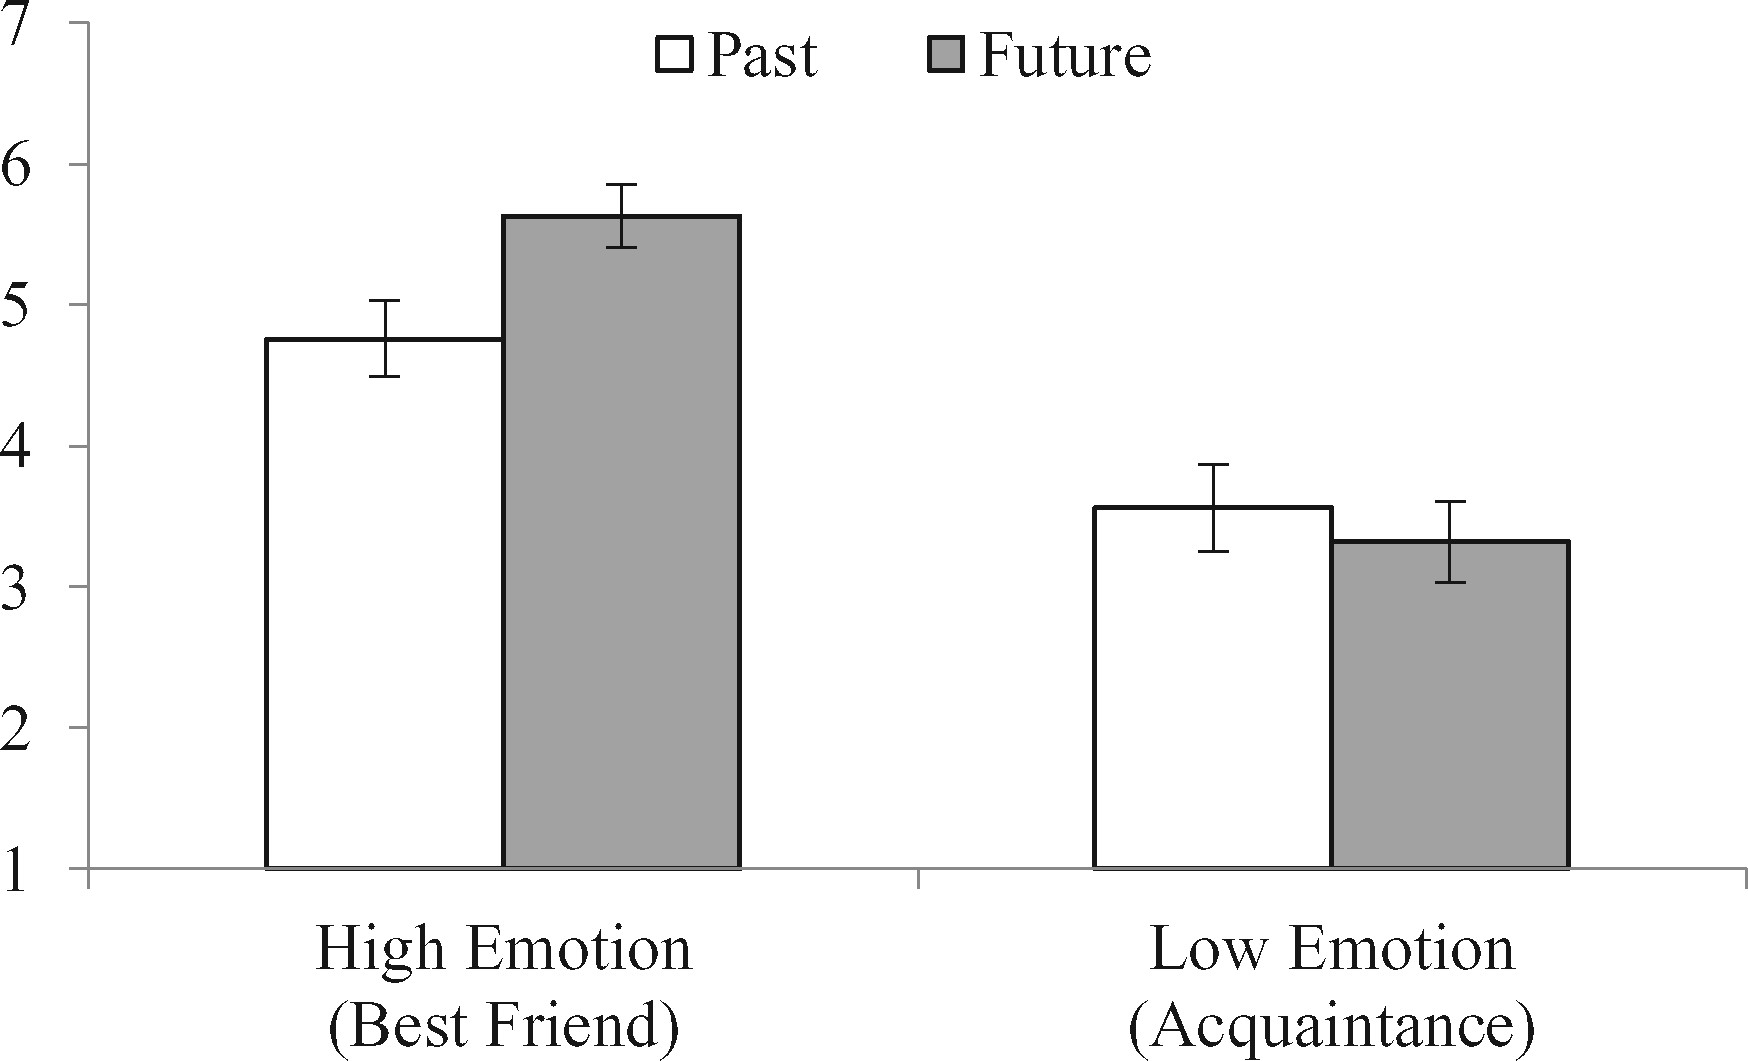 7
Past Future
6
5
4
3
2
1
High Emotion
(Best Friend)
Low Emotion
(Acquaintance)